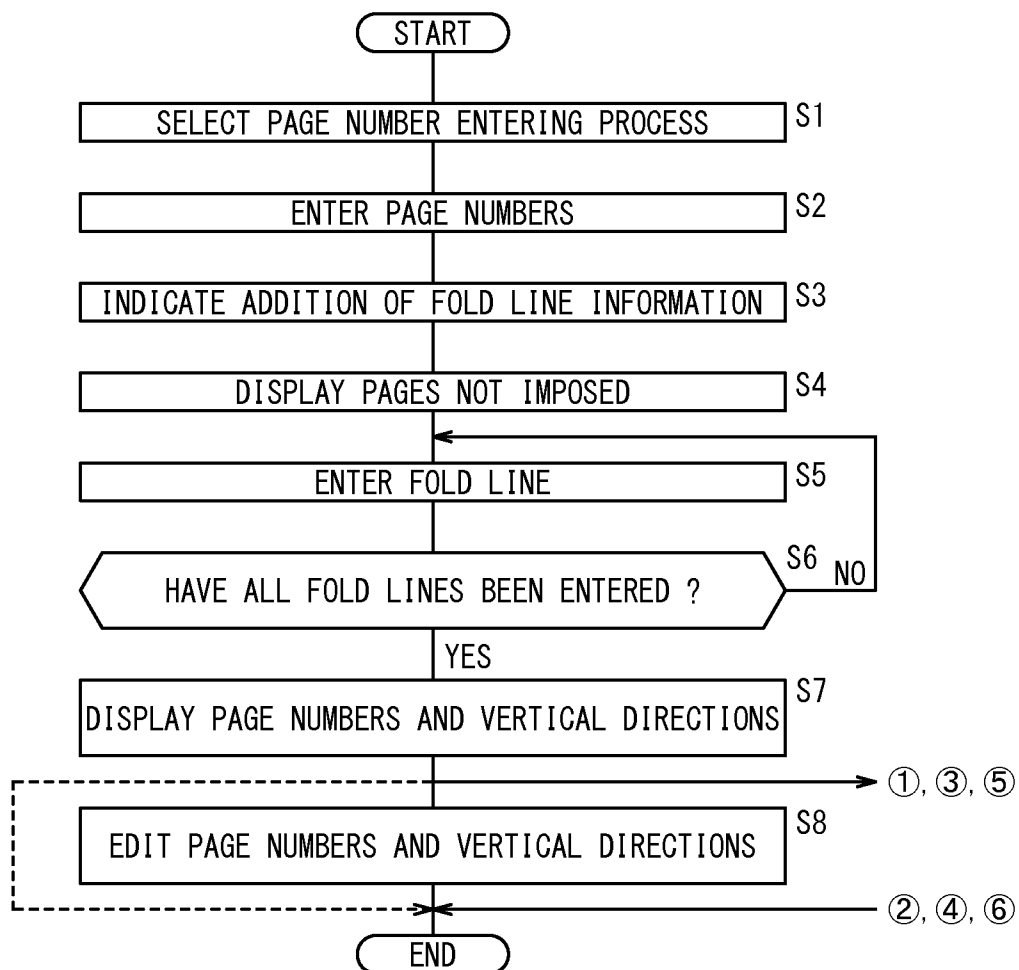 START
SELECT PAGE NUMBER ENTERING PROCESS
S1
ENTER PAGE NUMBERS
S2
INDICATE ADDITION OF FOLD LINE INFORMATION
S3
DISPLAY PAGES NOT IMPOSED
S4
ENTER FOLD LINE
S5
HAVE ALL FOLD LINES BEEN ENTERED ?
S6
NO
YES
DISPLAY PAGE NUMBERS AND VERTICAL DIRECTIONS
S7
①, ③, ⑤
EDIT PAGE NUMBERS AND VERTICAL DIRECTIONS
S8
②, ④, ⑥
END